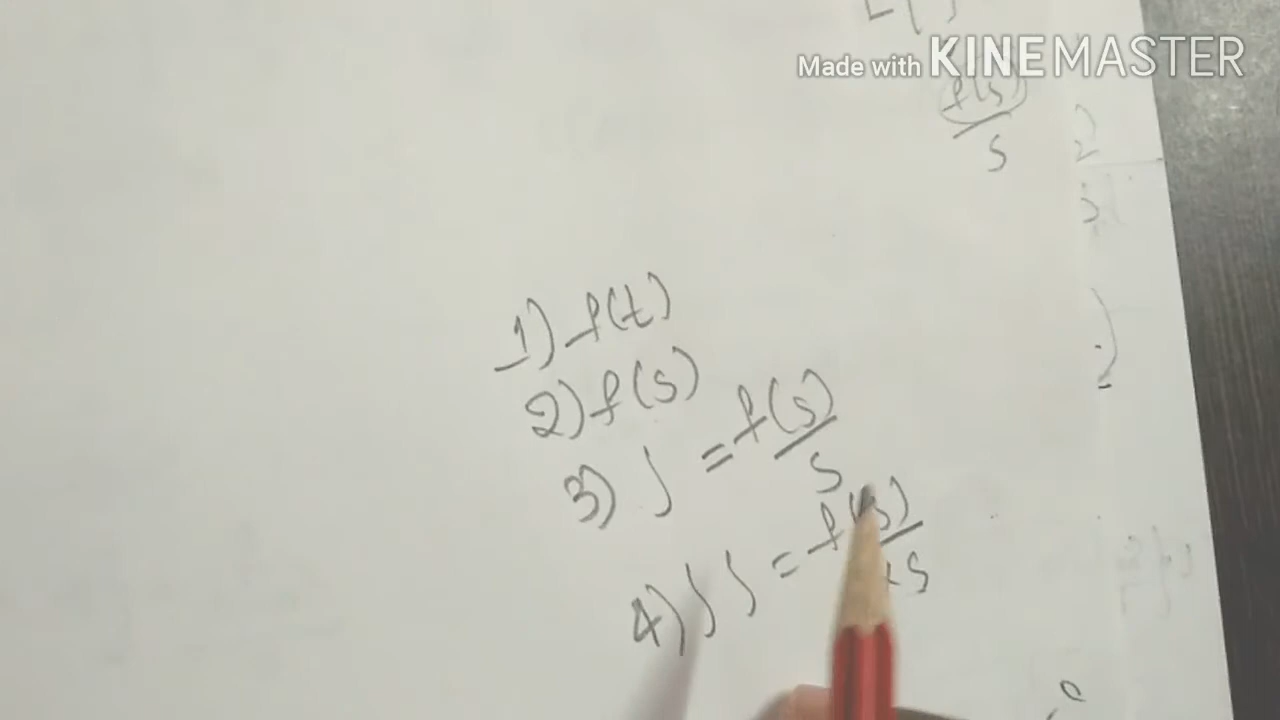 Made with KINEMASTER
f(s)
s
1) f(t)
2) f(s)
3) ∫ = f(s)
s
4) ∫∫ = f(s)
s